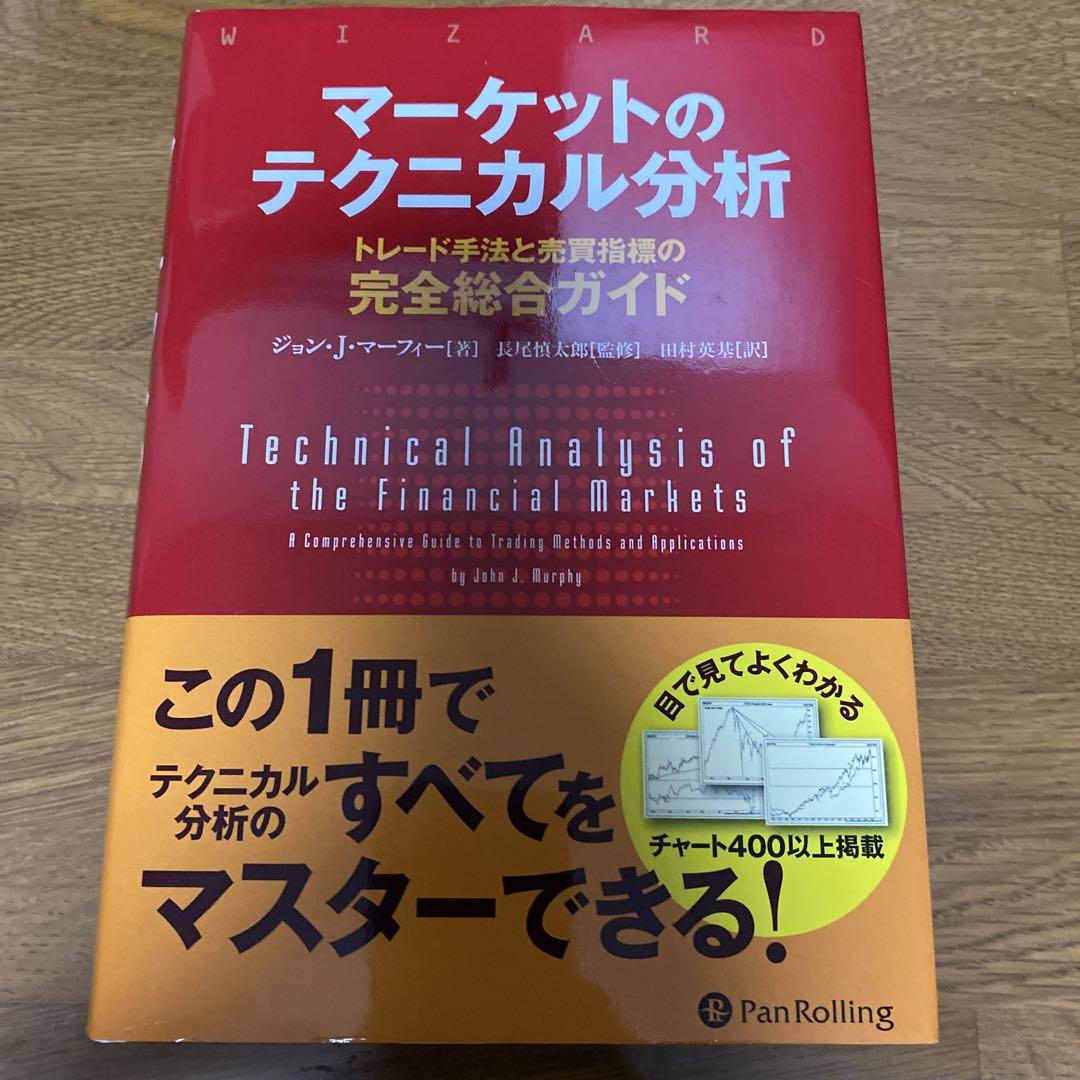 WIZARD
マーケットの
テクニカル分析
トレード手法と売買指標の
完全総合ガイド
ジョン・J・マーフィー[著] 長尾慎太郎[監修] 田村英基[訳]
Technical Analysis of
the Financial Markets
A Comprehensive Guide to Trading Methods and Applications
by John J. Murphy
この1冊で
テクニカル
分析の
すべてを
マスターできる!
目で見てよくわかる
チャート400以上掲載
PanRolling